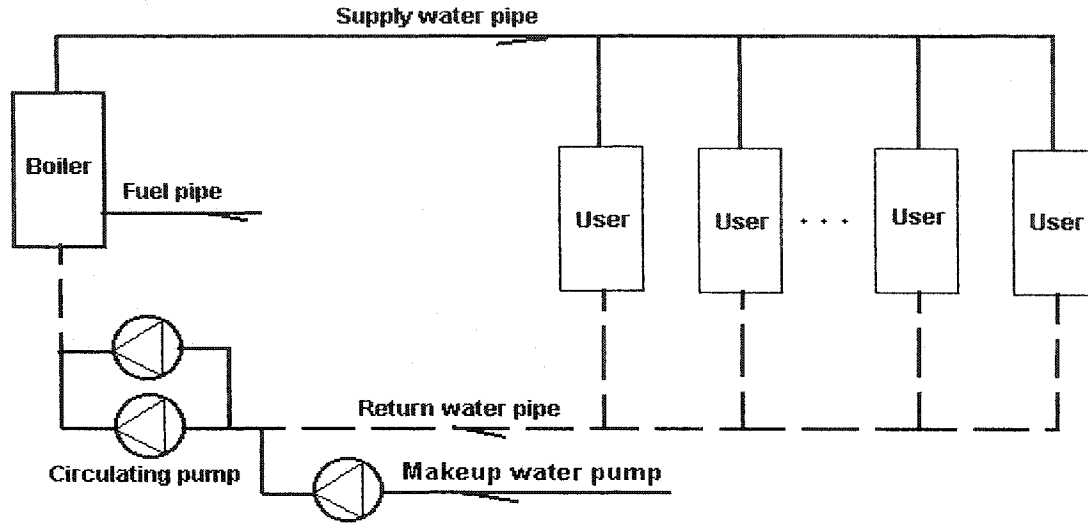 Supply water pipe
Boiler
Fuel pipe
User
User
. . .
User
User
Return water pipe
Circulating pump
Makeup water pump